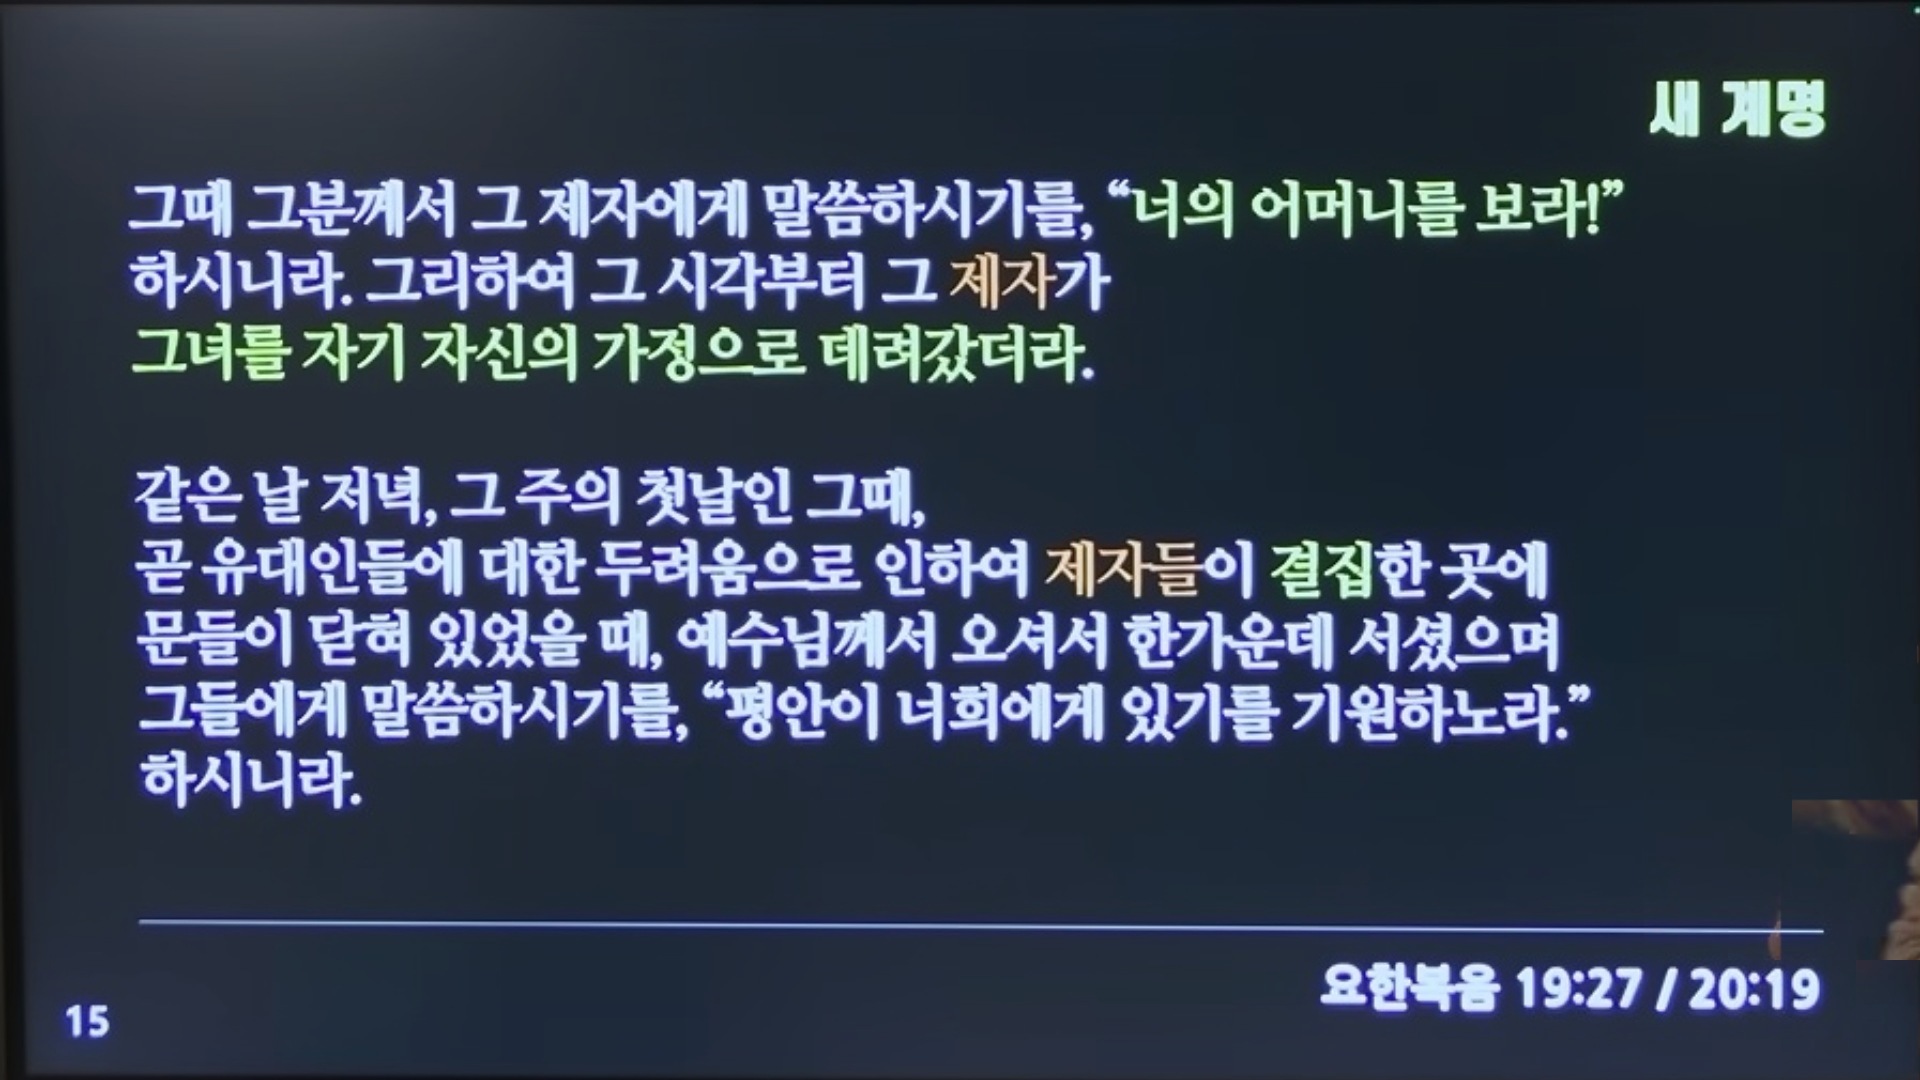 새 계명
그때 그분께서 그 제자에게 말씀하시기를, “너의 어머니를 보라!”
하시니라. 그리하여 그 시각부터 그 제자가
그녀를 자기 자신의 가정으로 데려갔더라.
같은 날 저녁, 그 주의 첫날인 그때,
곧 유대인들에 대한 두려움으로 인하여 제자들이 결집한 곳에
문들이 닫혀 있었을 때, 예수님께서 오셔서 한가운데 서셨으며
그들에게 말씀하시기를, “평안이 너희에게 있기를 기원하노라.”
하시니라.
요한복음 19:27 / 20:19
15